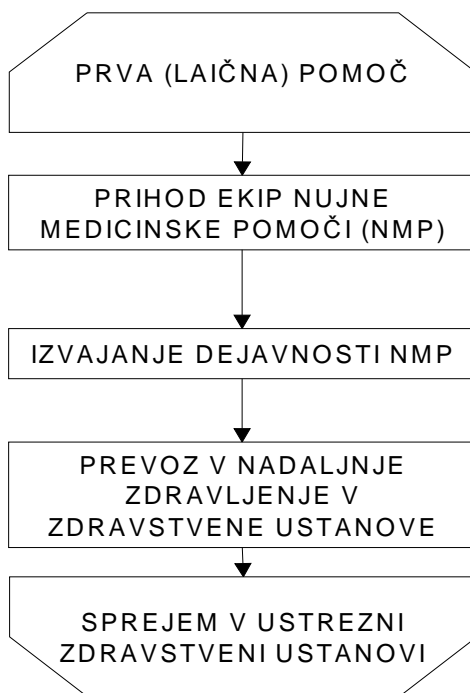 PRVA (LAIČNA) POMOČ
PRIHOD EKIP NUJNE
MEDICINSKE POMOČI (NMP)
IZVAJANJE DEJAVNOSTI NMP
PREVOZ V NADALJNJE
ZDRAVLJENJE V
ZDRAVSTVENE USTANOVE
SPREJEM V USTREZNI
ZDRAVSTVENI USTANOVI